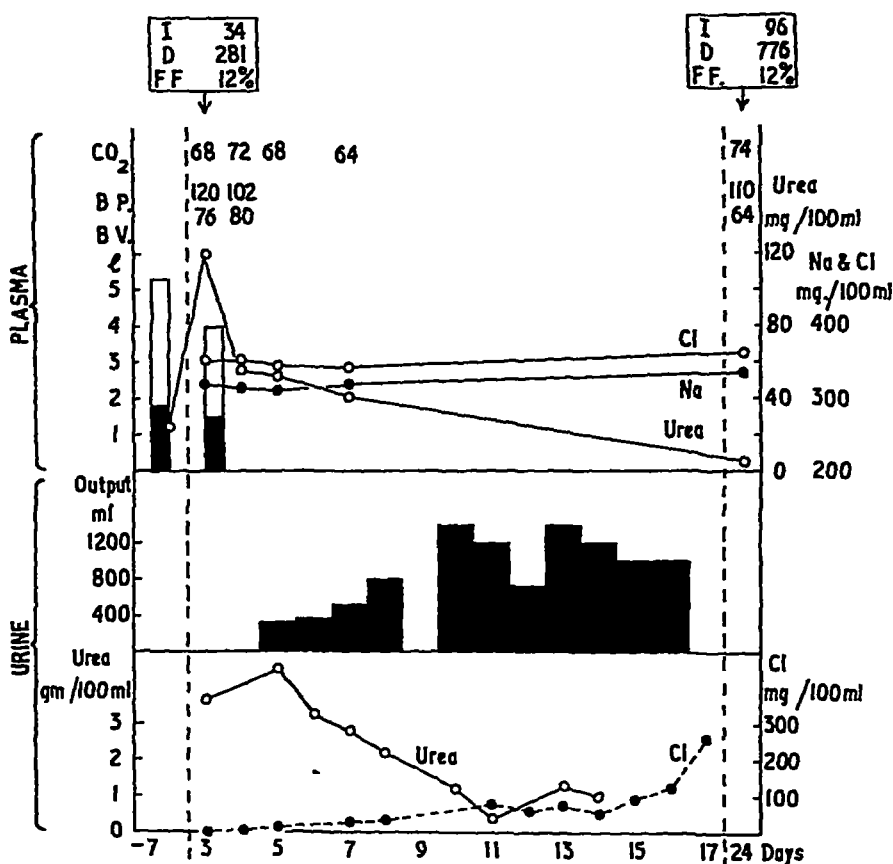 I 34
D 281
FF 12%
I 96
D 776
FF. 12%
CO2 68 72 68 64 74
120 102 110 Urea
B P.
76 80 64 mg/100ml
B V.
ℓ 120 Na & Cl
5 mg./100ml
4 80 400
Cl
3
Na
2 40 300
Urea
1
0 200
PLASMA
Output
ml
1200
800
400
URINE
Urea Cl
gm/100ml mg/100ml
3 300
2 Urea Cl 200
1 100
0
-7 3 5 7 9 11 13 15 17 24 Days